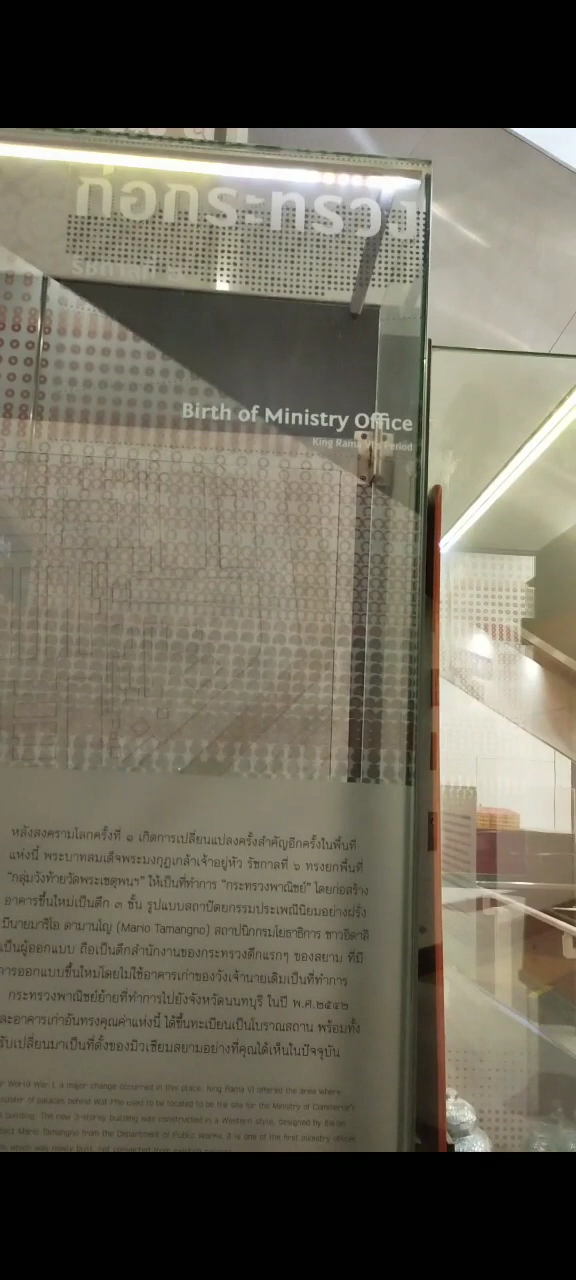 ก่อกระทรวง
รัชกาลที่
Birth of Ministry Office
King Rama VI Period
หลังสงครามโลกครั้งที่ ๑ เกิดการเปลี่ยนแปลงครั้งสำคัญอีกครั้งในพื้นที่
แห่งนี้ พระบาทสมเด็จพระมงกุฎเกล้าเจ้าอยู่หัว รัชกาลที่ ๖ ทรงยกพื้นที่
“กลุ่มวังท้ายวัดพระเชตุพนฯ” ให้เป็นที่ทำการ “กระทรวงพาณิชย์” โดยก่อสร้าง
อาคารขึ้นใหม่เป็นตึก ๓ ชั้น รูปแบบสถาปัตยกรรมประเพณีนิยมอย่างฝรั่ง
มีนายมาริโอ ตามานโญ (Mario Tamangno) สถาปนิกกรมโยธาธิการ ชาวอิตาลี
เป็นผู้ออกแบบ ถือเป็นตึกสำนักงานของกระทรวงตึกแรกๆ ของสยาม ที่มี
การออกแบบขึ้นใหม่โดยไม่ใช้อาคารเก่าของวังเจ้านายเดิมเป็นที่ทำการ
กระทรวงพาณิชย์ย้ายที่ทำการไปยังจังหวัดนนทบุรี ในปี พ.ศ.๒๕๔๒
ละอาคารเก่าอันทรงคุณค่าแห่งนี้ ได้ขึ้นทะเบียนเป็นโบราณสถาน พร้อมทั้ง
รับเปลี่ยนมาเป็นที่ตั้งของมิวเซียมสยามอย่างที่คุณได้เห็นในปัจจุบัน
r World War I, a major change occurred in this place. King Rama VI offered the area where
cluster of palaces behind Wat Pho used to be located to be the site for the Ministry of Commerce's
building. The new 3-storey building was constructed in a Western style, designed by Italian
tect Mario Tamangno from the Department of Public Works. It is one of the first ministry offices
which was newly built, not converted from